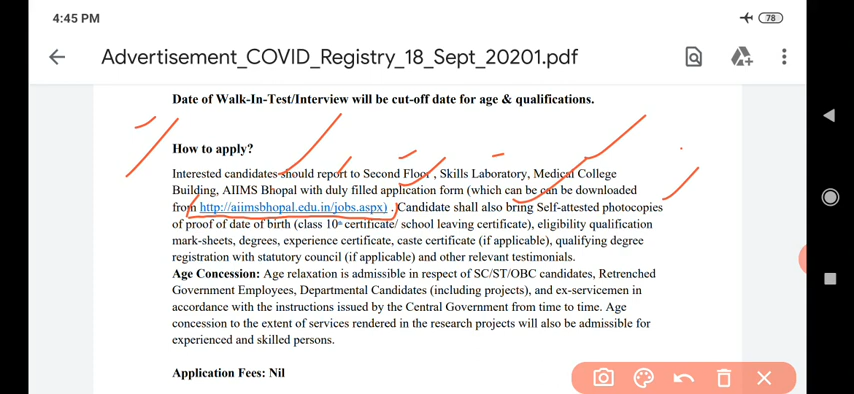 4:45 PM
78
Advertisement_COVID_Registry_18_Sept_20201.pdf
Date of Walk-In-Test/Interview will be cut-off date for age & qualifications.
How to apply?
Interested candidates should report to Second Floor , Skills Laboratory, Medical College
Building, AIIMS Bhopal with duly filled application form (which can be can be downloaded
from http://aiimsbhopal.edu.in/jobs.aspx) . Candidate shall also bring Self-attested photocopies
of proof of date of birth (class 10th certificate/ school leaving certificate), eligibility qualification
mark-sheets, degrees, experience certificate, caste certificate (if applicable), qualifying degree
registration with statutory council (if applicable) and other relevant testimonials.
Age Concession: Age relaxation is admissible in respect of SC/ST/OBC candidates, Retrenched
Government Employees, Departmental Candidates (including projects), and ex-servicemen in
accordance with the instructions issued by the Central Government from time to time. Age
concession to the extent of services rendered in the research projects will also be admissible for
experienced and skilled persons.
Application Fees: Nil